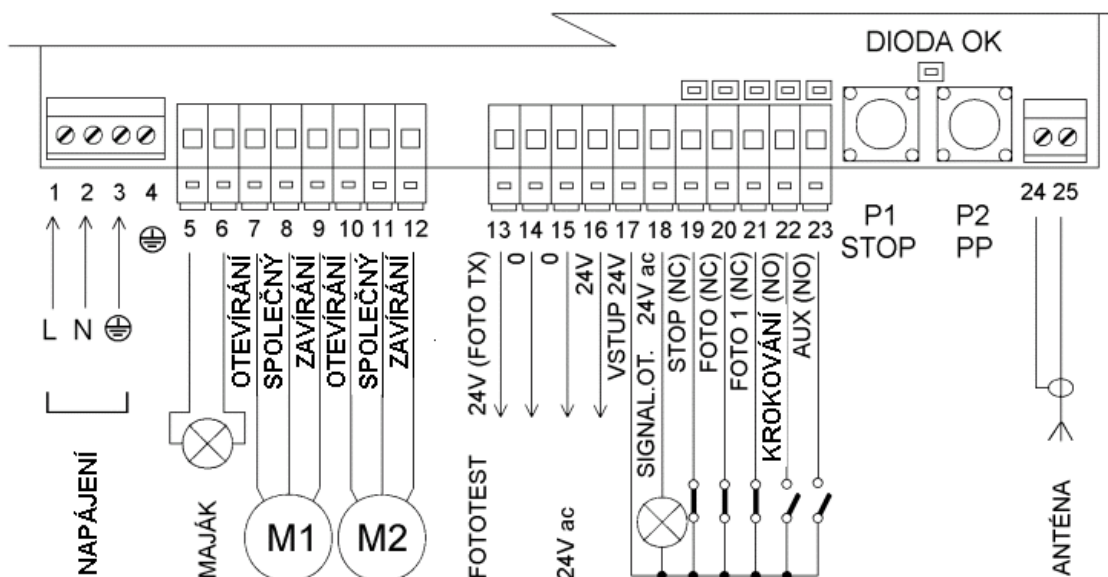 DIODA OK
1 2 3 4
5 6 7 8 9 10 11 12
13 14 15 16 17 18 19 20 21 22 23
24 25
P1
STOP
P2
PP
L N
NAPÁJENÍ
MAJÁK
OTEVÍRÁNÍ
SPOLEČNÝ
ZAVÍRÁNÍ
OTEVÍRÁNÍ
SPOLEČNÝ
ZAVÍRÁNÍ
M1
M2
24V (FOTO TX)
0
0
24V
VSTUP 24V
SIGNAL.OT. 24V ac
STOP (NC)
FOTO (NC)
FOTO 1 (NC)
KROKOVÁNÍ (NO)
AUX (NO)
FOTOTEST
24V ac
ANTÉNA